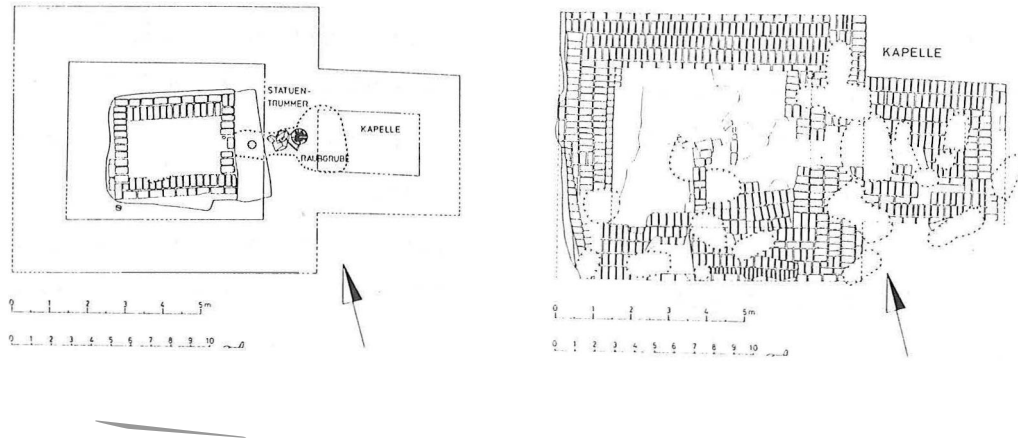 STATUEN-
TRÜMMER
KAPELLE
RAUBGRUBE
0 1 2 3 4 5m
0 1 2 3 4 5 6 7 8 9 10
KAPELLE
0 1 2 3 4 5m
0 1 2 3 4 5 6 7 8 9 10